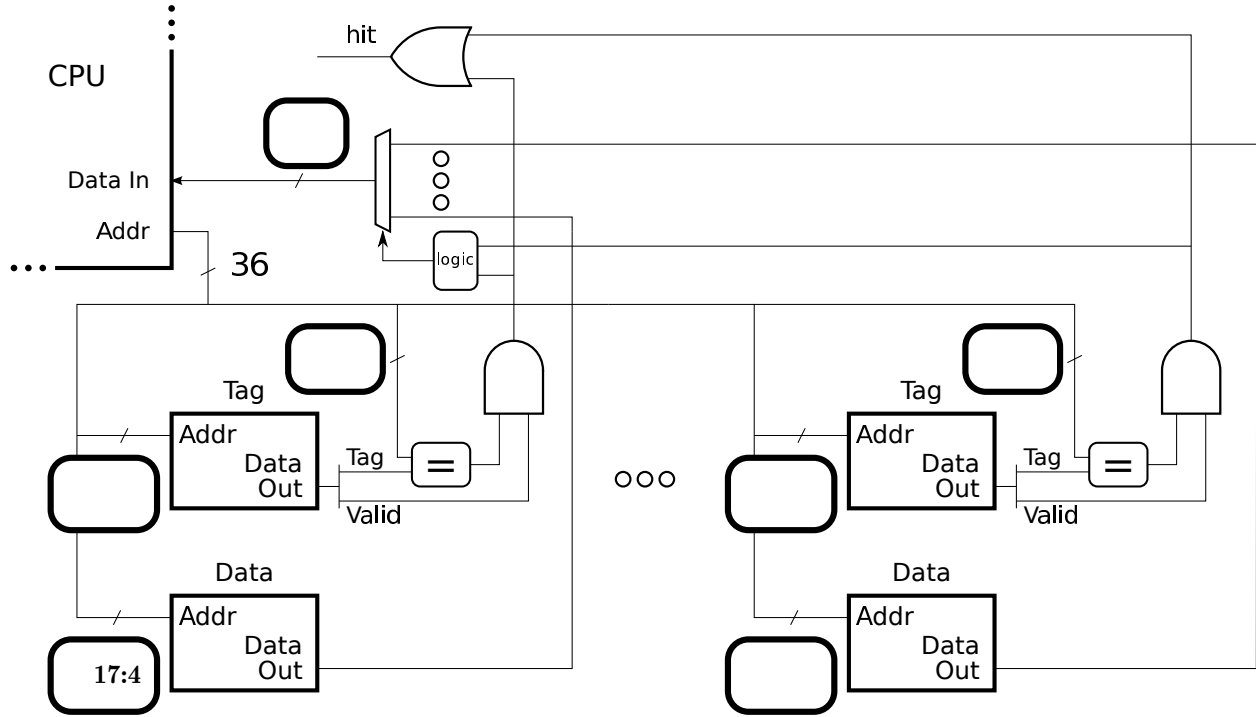 hit
CPU
Data In
Addr
36
logic
Tag
Addr
Data
Out
Tag
=
Valid
Data
Addr
Data
Out
17:4
Tag
Addr
Data
Out
Tag
=
Valid
Data
Addr
Data
Out